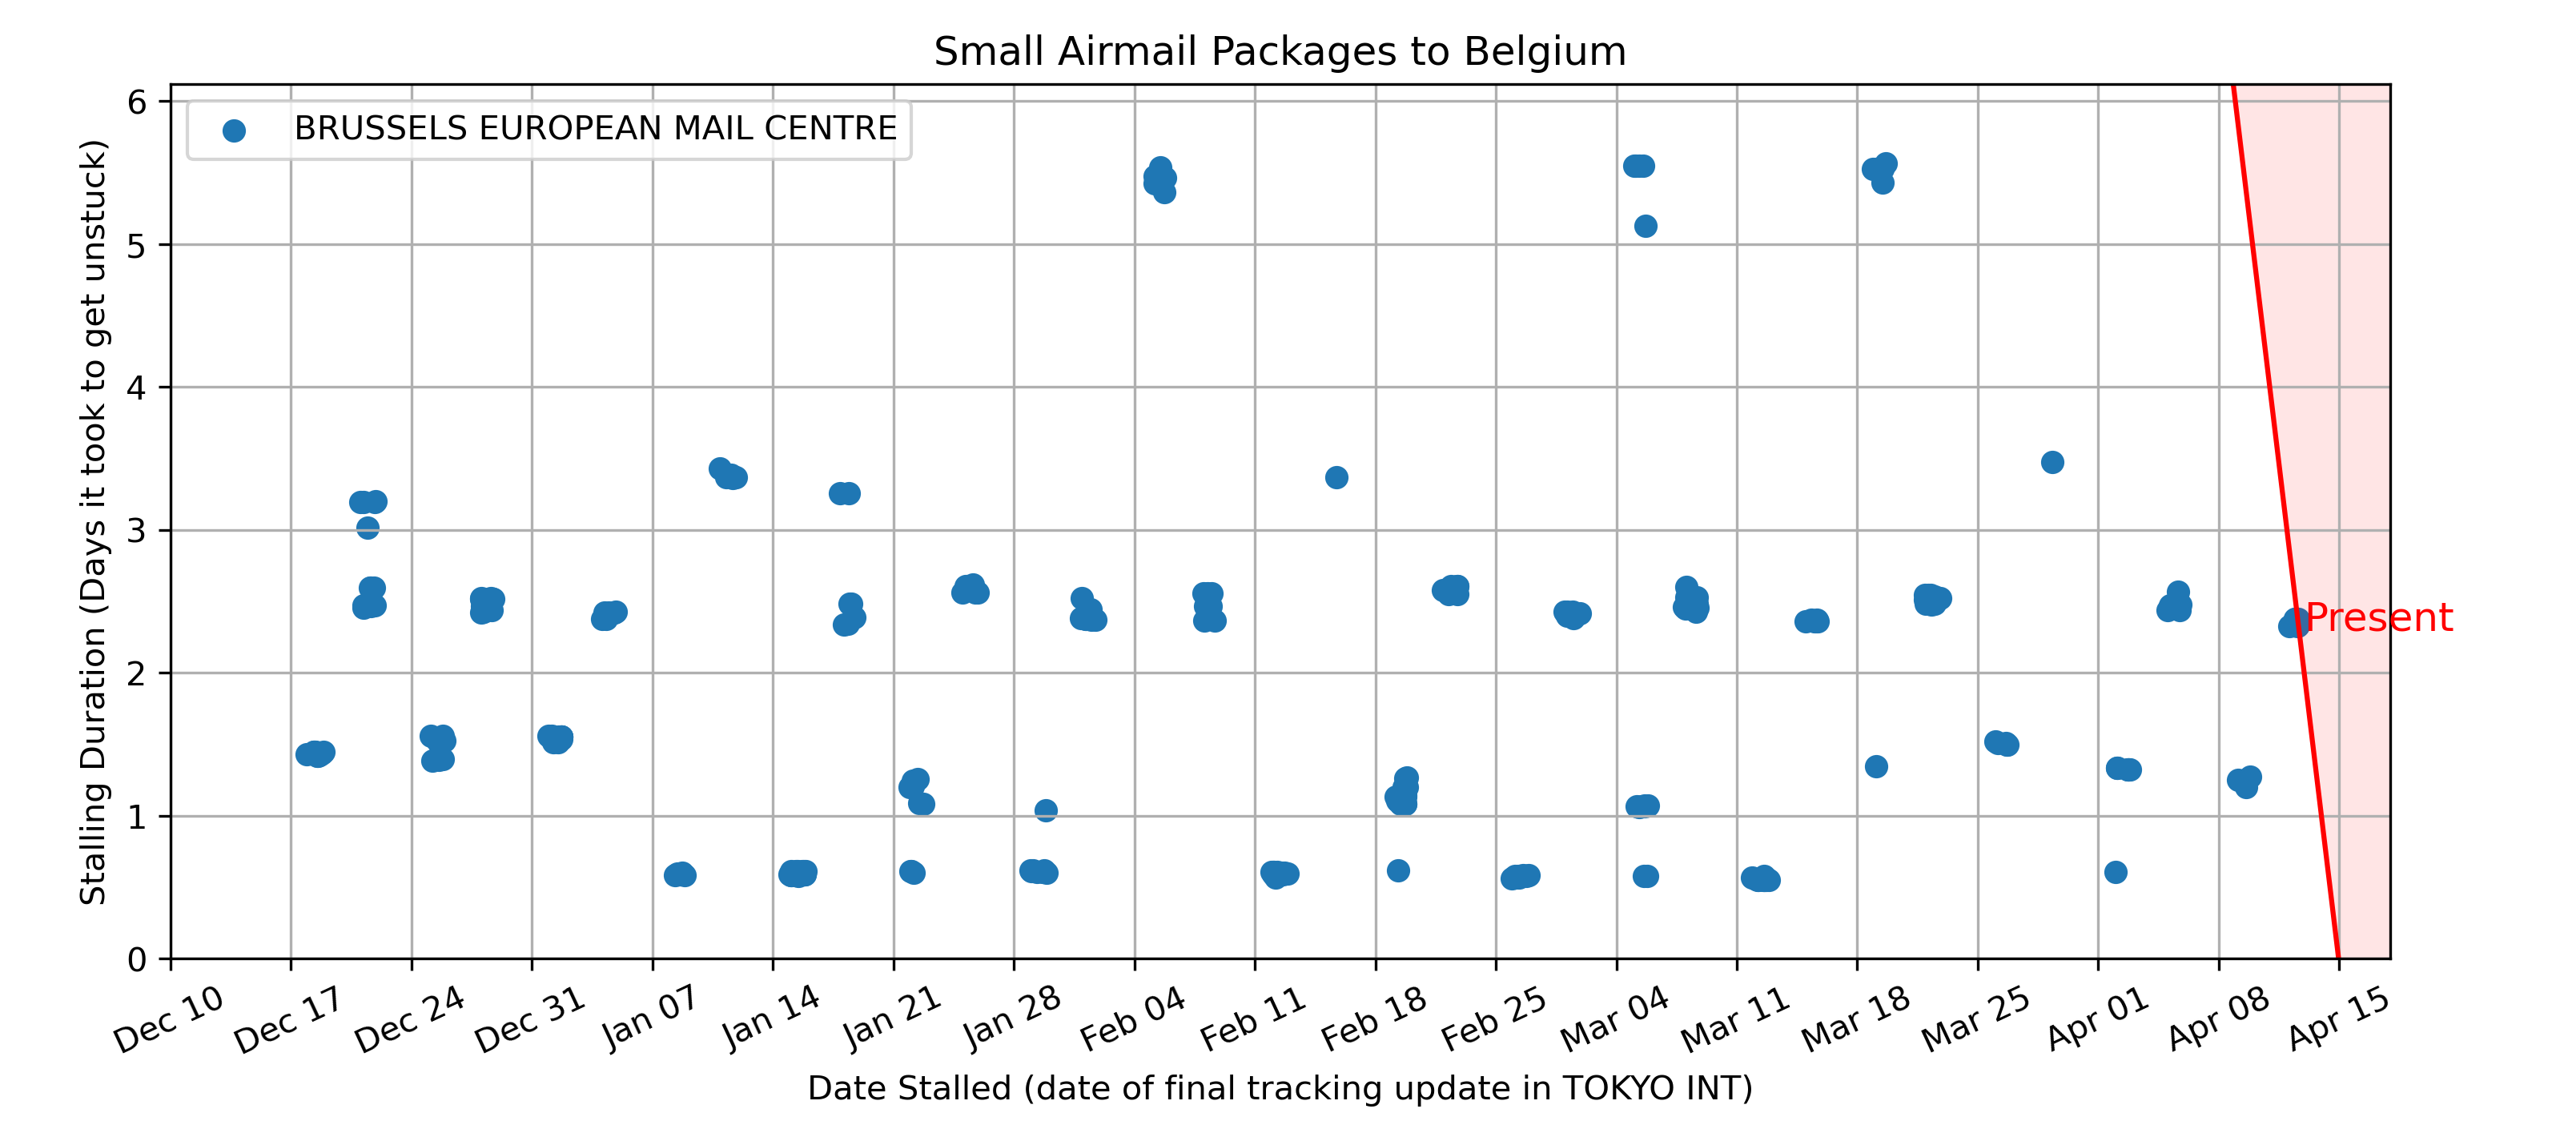 Small Airmail Packages to Belgium
BRUSSELS EUROPEAN MAIL CENTRE
Stalling Duration (Days it took to get unstuck)
6
5
4
3
2
1
0
Present
Dec 10
Dec 17
Dec 24
Dec 31
Jan 07
Jan 14
Jan 21
Jan 28
Feb 04
Feb 11
Feb 18
Feb 25
Mar 04
Mar 11
Mar 18
Mar 25
Apr 01
Apr 08
Apr 15
Date Stalled (date of final tracking update in TOKYO INT)